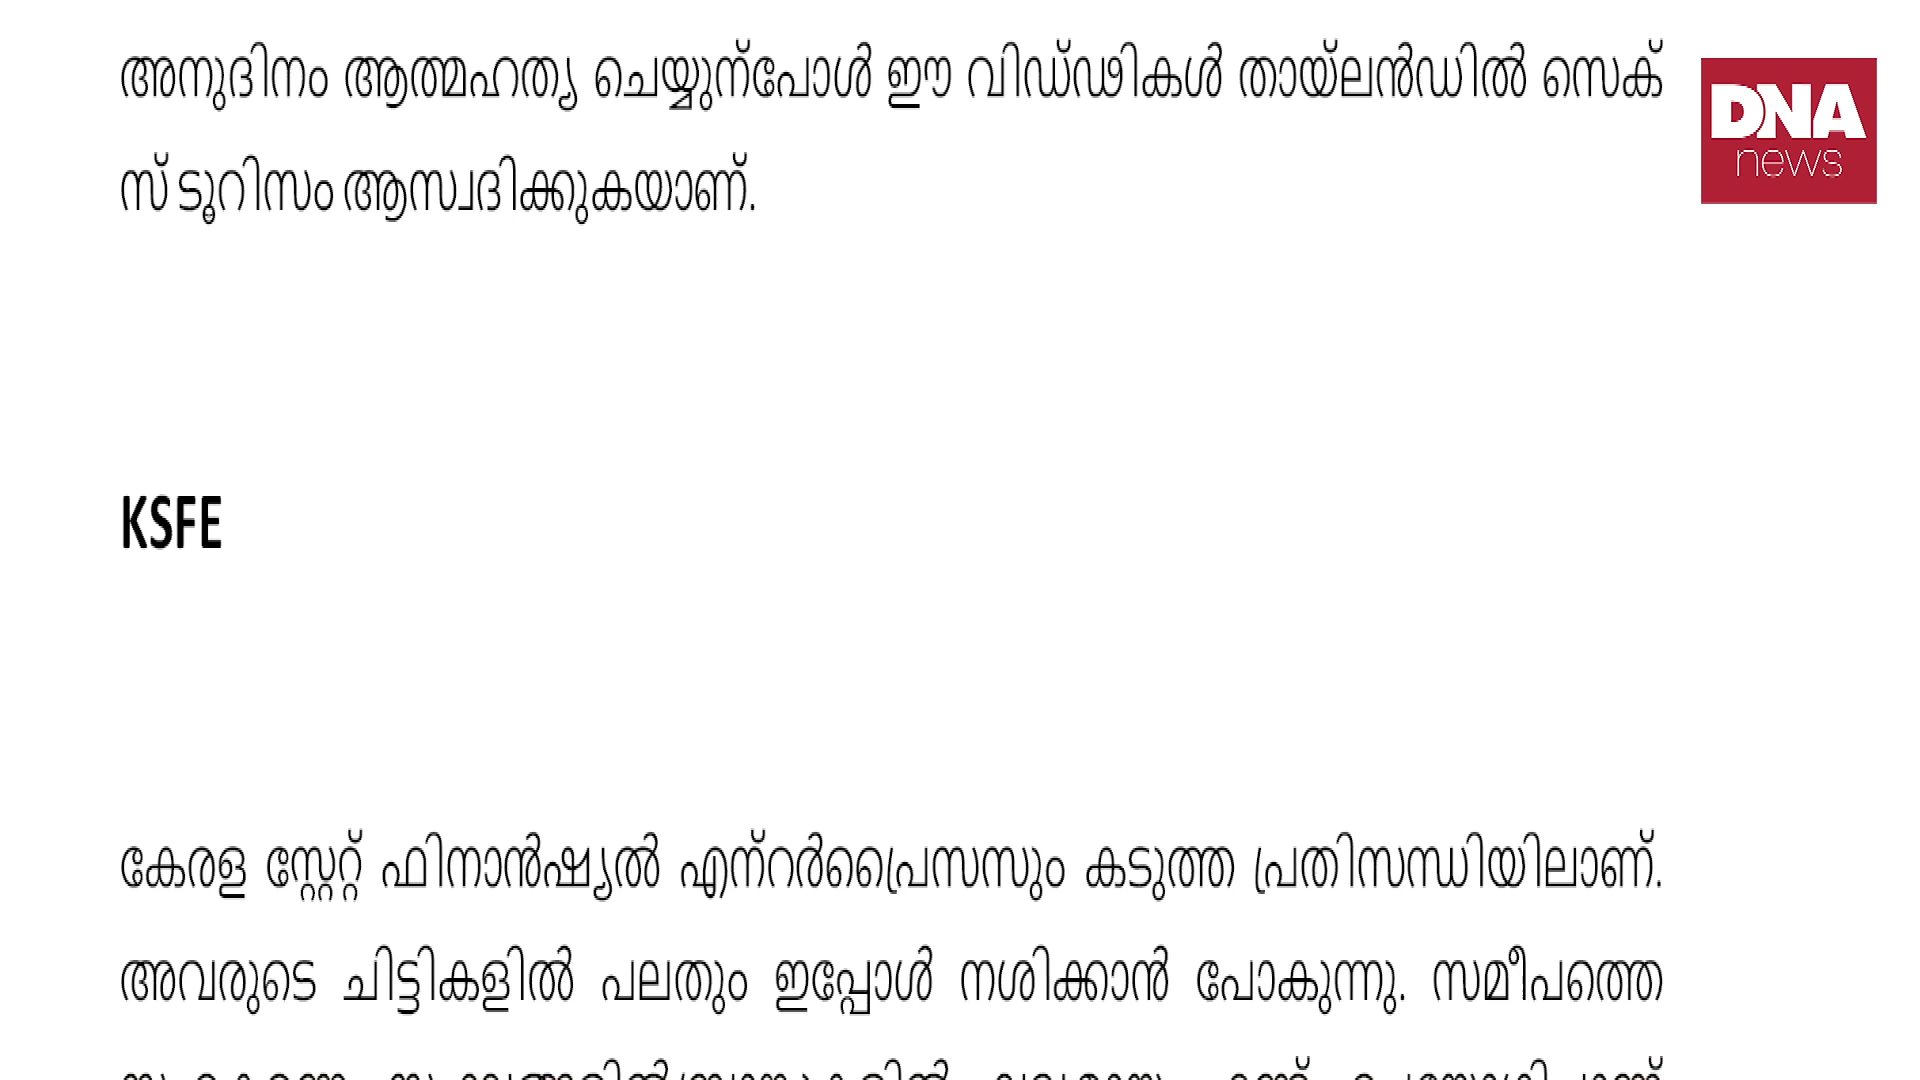 അനുദിനം ആത്മഹത്യ ചെയ്യുന്പോൾ ഈ വിഡ്ഢികൾ തായ്ലൻഡിൽ സെക്
സ് ടൂറിസം ആസ്വദിക്കുകയാണ്.
DNA
news
KSFE
കേരള സ്റ്റേറ്റ് ഫിനാൻഷ്യൽ എന്റർപ്രൈസസും കടുത്ത പ്രതിസന്ധിയിലാണ്.
അവരുടെ ചിട്ടികളിൽ പലതും ഇപ്പോൾ നശിക്കാൻ പോകുന്നു. സമീപത്തെ